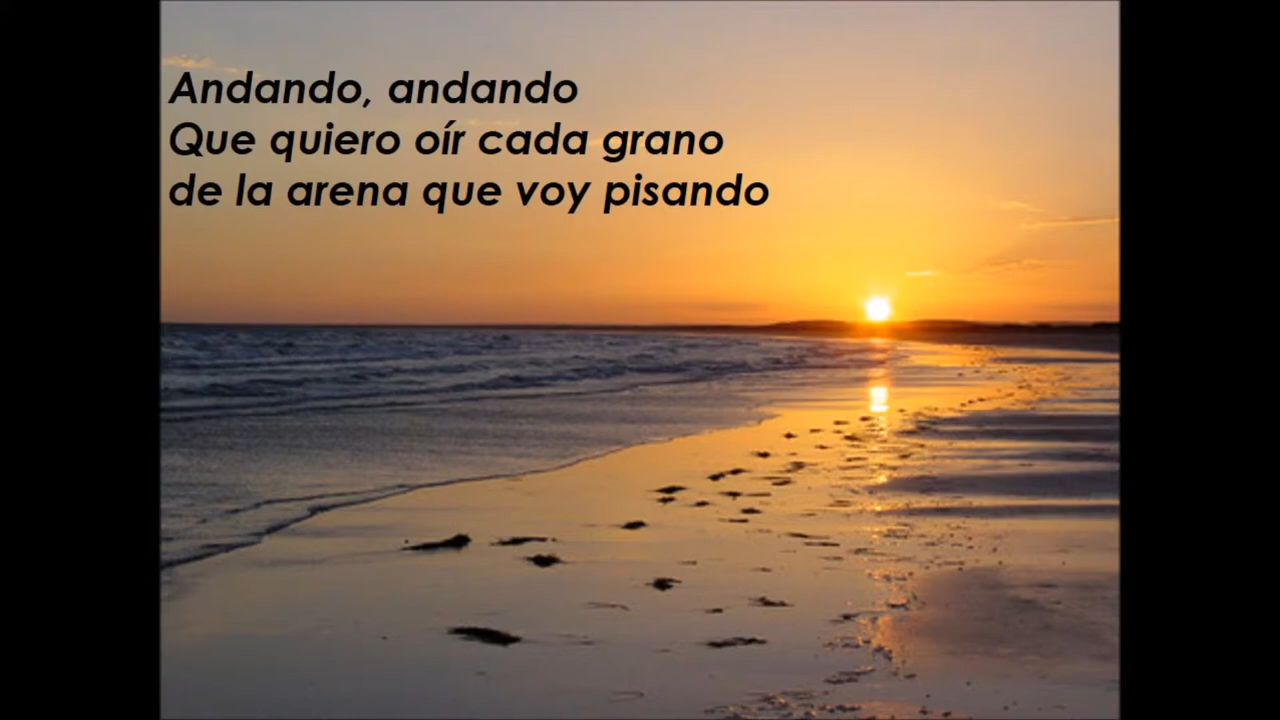 Andando, andando
Que quiero oír cada grano
de la arena que voy pisando